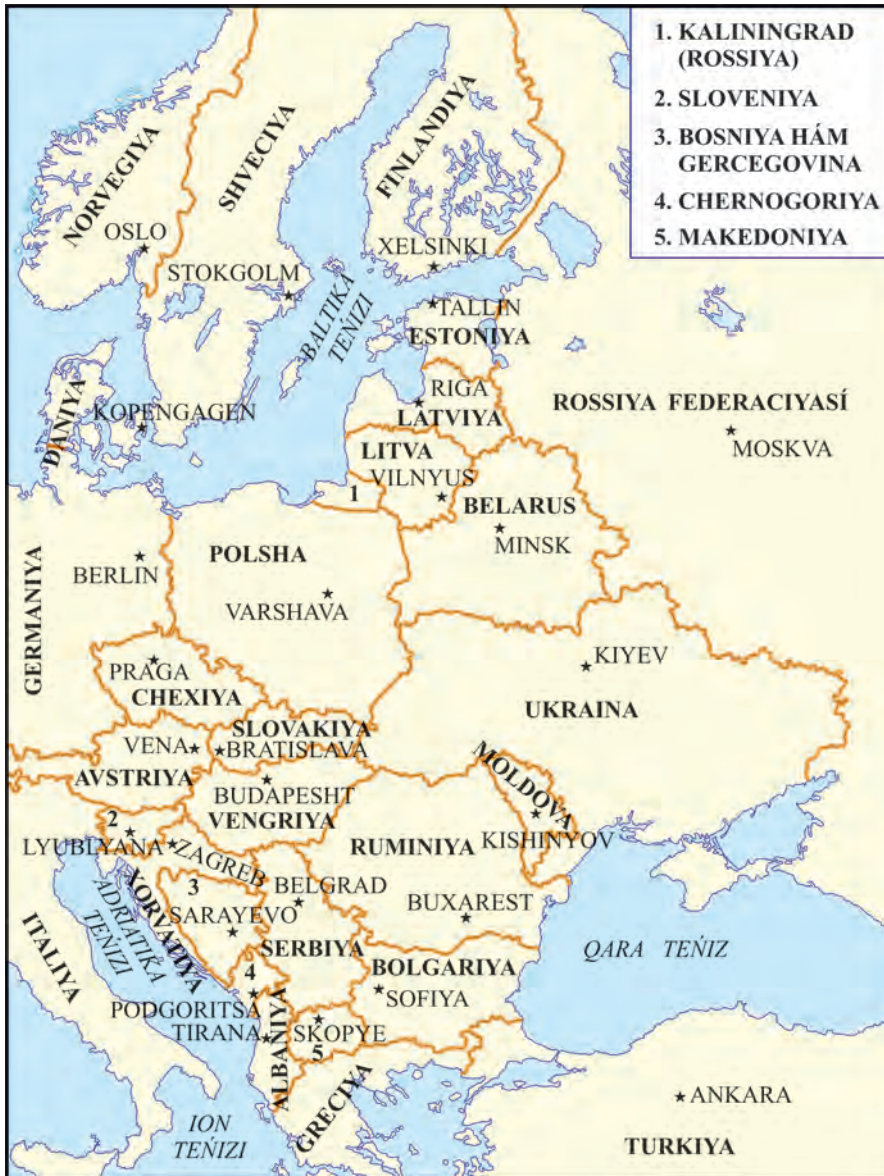 1. KALININGRAD
(ROSSIYA)
2. SLOVENIYA
3. BOSNIYA HÁM
GERCEGOVINA
4. CHERNOGORIYA
5. MAKEDONIYA
NORVEGIYA
SHVECIYA
FINLANDIYA
OSLO
STOKGOLM
XELSINKI
BALTIKA
TEŃIZI
TALLIN
ESTONIYA
RIGA
LATVIYA
ROSSIYA FEDERACIYASÍ
MOSKVA
DANIYA
KOPENGAGEN
LITVA
VILNYUS
1
BELARUS
MINSK
GERMANIYA
BERLIN
POLSHA
VARSHAVA
KIYEV
UKRAINA
PRAGA
CHEXIYA
SLOVAKIYA
VENA
BRATISLAVA
AVSTRIYA
BUDAPESHT
VENGRIYA
MOLDOVA
KISHINYOV
2
LYUBLYANA
ZAGREB
RUMINIYA
XORVATIYA
3
BELGRAD
SARAYEVO
BUXAREST
ADRIATIKA
TEŃIZI
ITALIYA
SERBIYA
QARA TEŃIZ
4
BOLGARIYA
SOFIYA
PODGORITSA
TIRANA
ALBANIYA
SKOPYE
5
GRECIYA
ION
TEŃIZI
ANKARA
TURKIYA